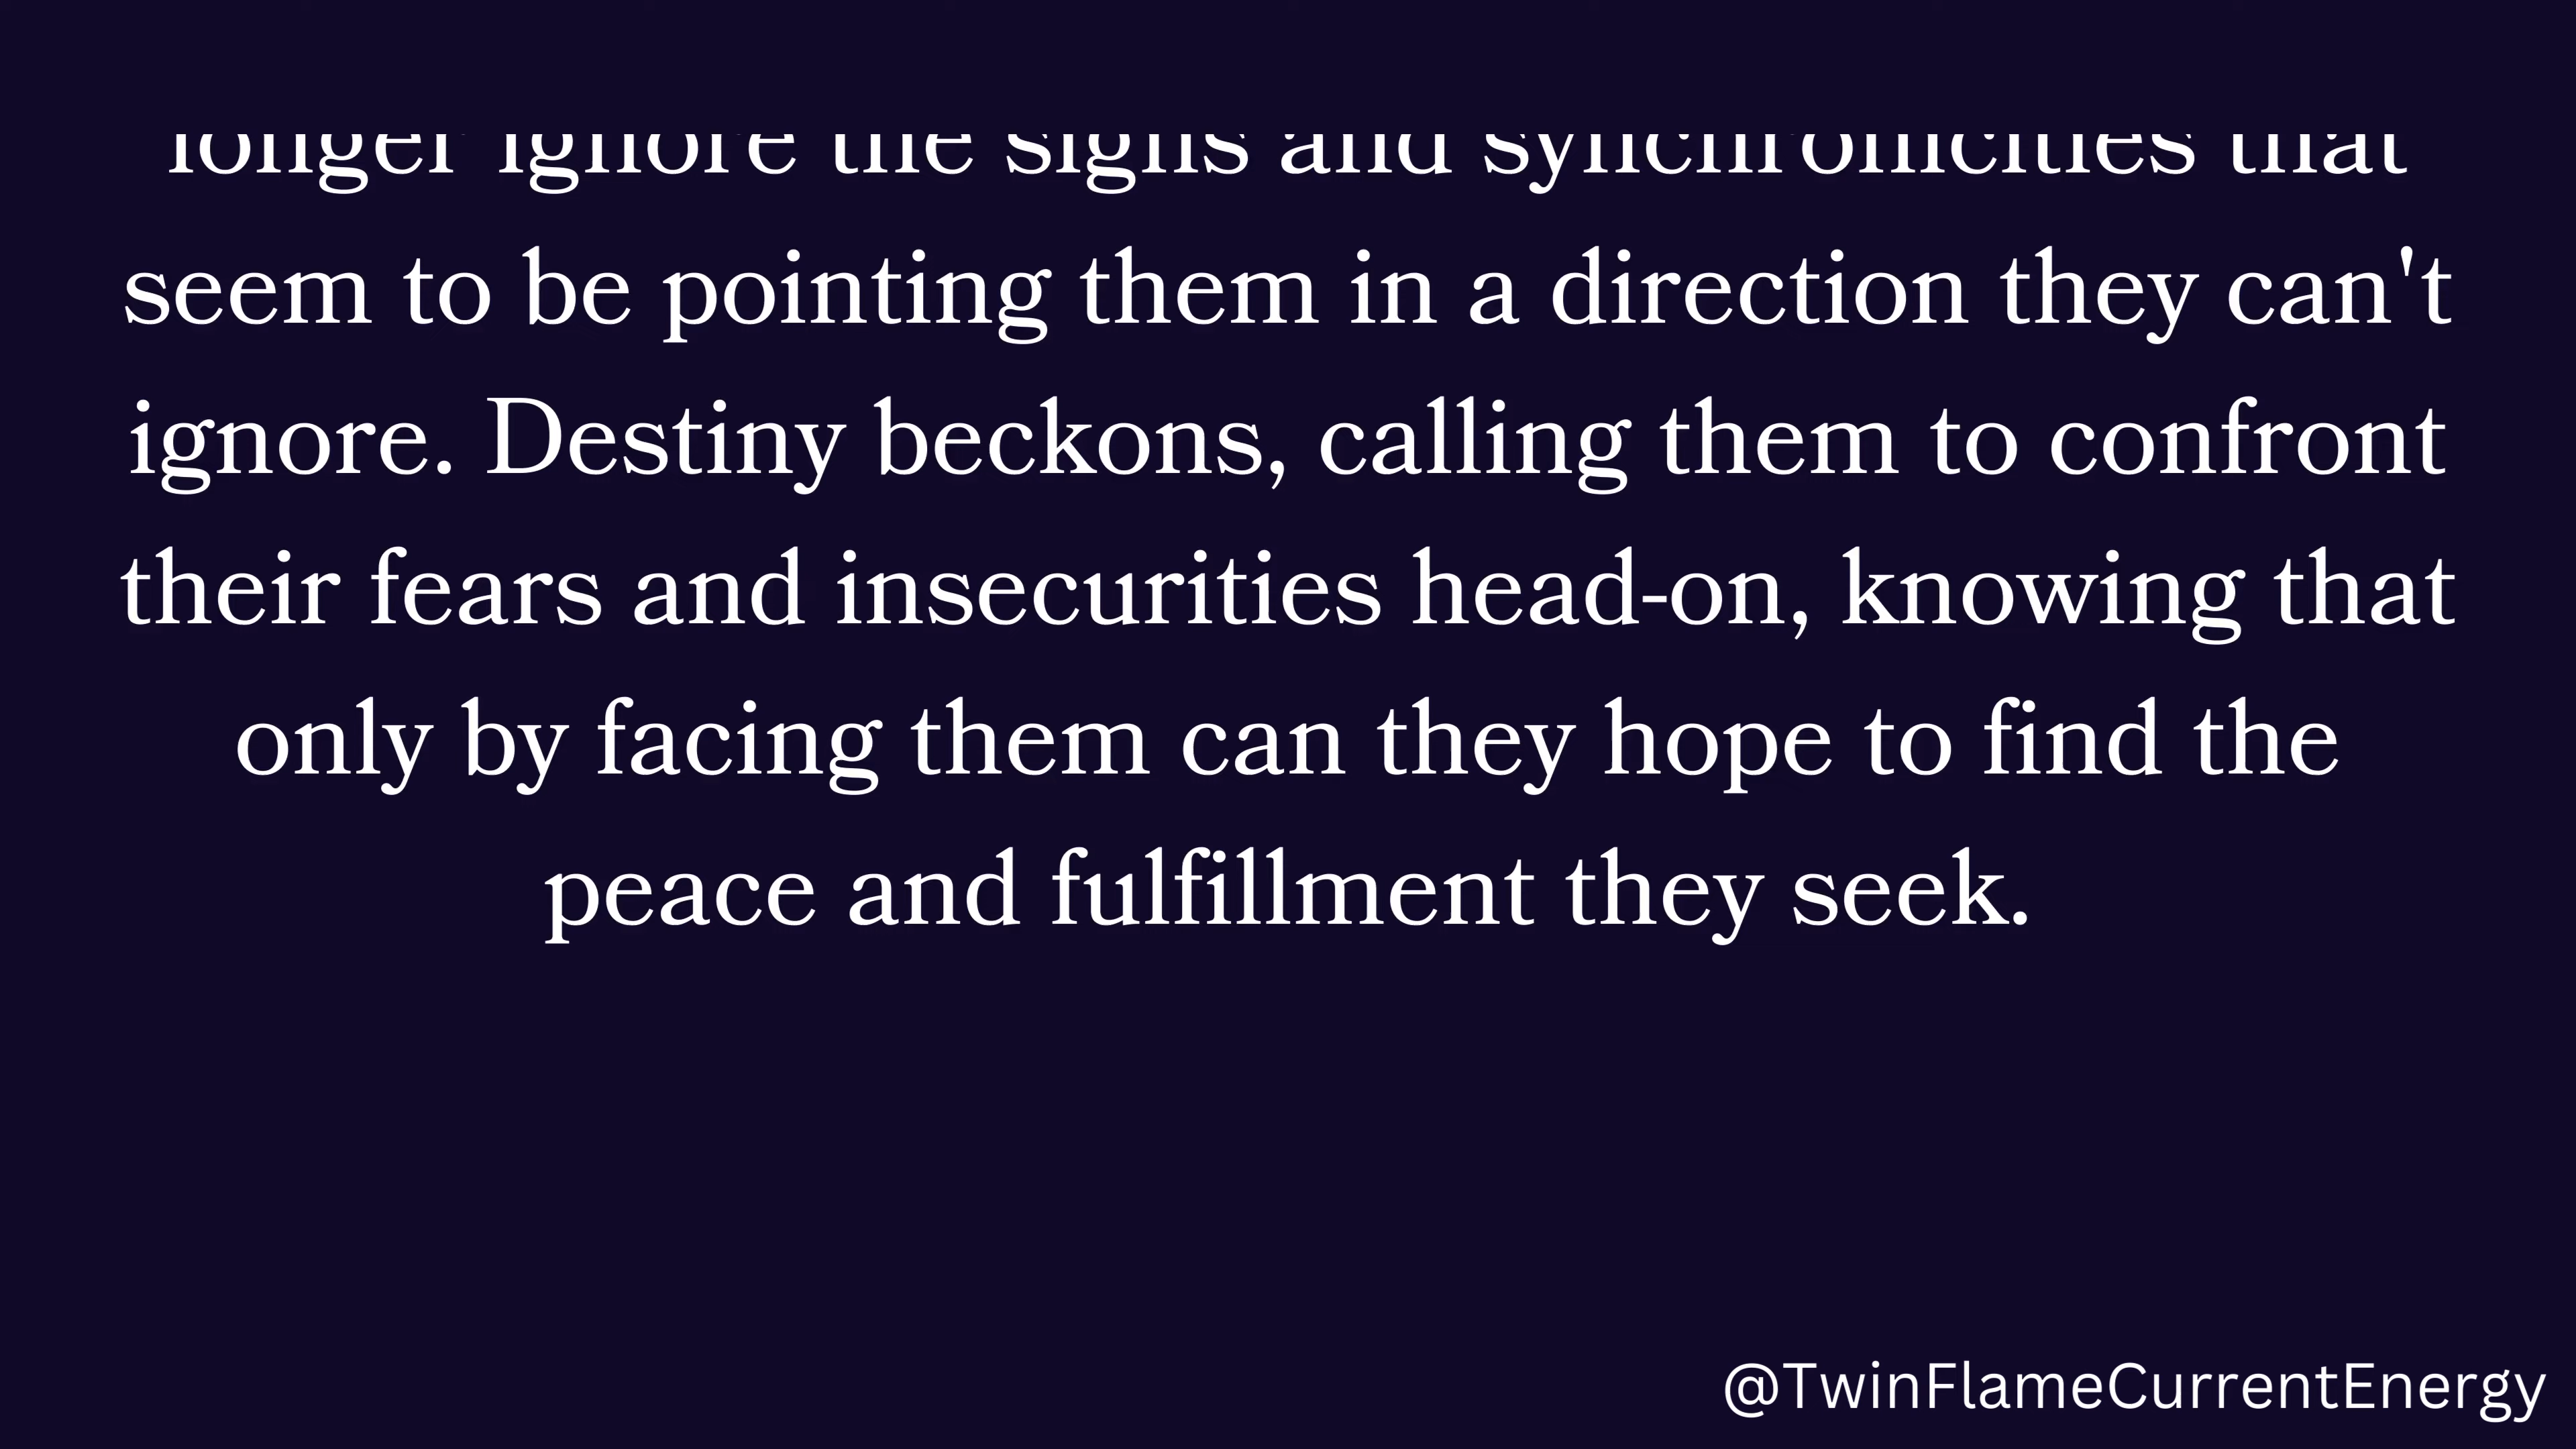 longer ignore the signs and synchronicities that
seem to be pointing them in a direction they can't
ignore. Destiny beckons, calling them to confront
their fears and insecurities head-on, knowing that
only by facing them can they hope to find the
peace and fulfillment they seek.
@TwinFlameCurrentEnergy